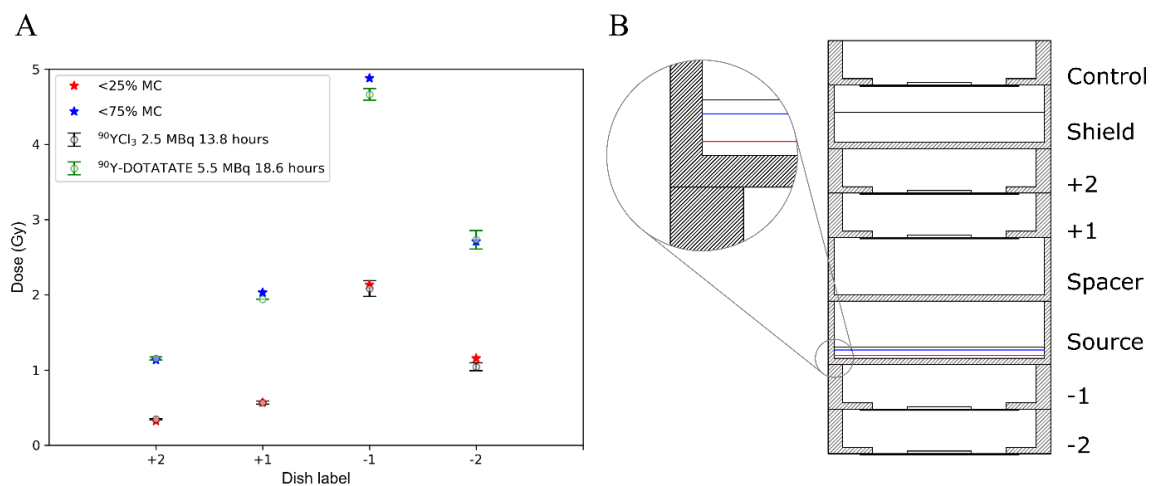 A
B
5
4
3
2
1
0
Dose (Gy)
<25% MC
<75% MC
⁹⁰YCl₃ 2.5 MBq 13.8 hours
⁹⁰Y-DOTATATE 5.5 MBq 18.6 hours
+2
+1
-1
-2
Dish label
Control
Shield
+2
+1
Spacer
Source
-1
-2